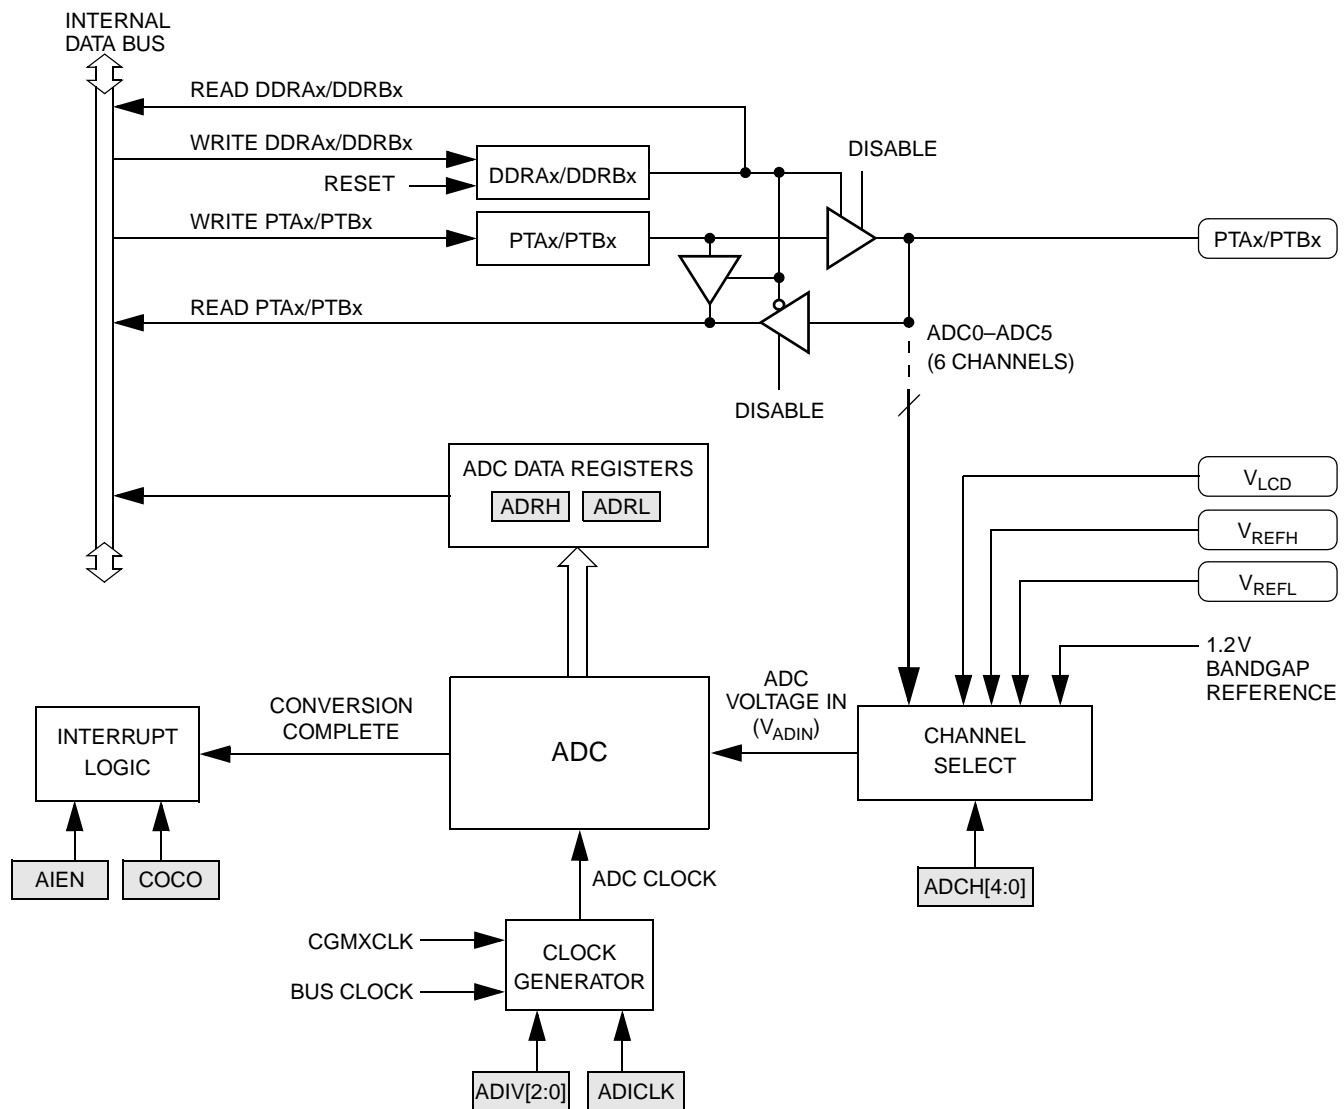 INTERNAL
DATA BUS
READ DDRAx/DDRBx
WRITE DDRAx/DDRBx
DISABLE
DDRAx/DDRBx
RESET
WRITE PTAx/PTBx
PTAx/PTBx
PTAx/PTBx
READ PTAx/PTBx
ADC0–ADC5
(6 CHANNELS)
DISABLE
ADC DATA REGISTERS
ADRH ADRL
VLCD
VREFH
VREFL
1.2V
BANDGAP
REFERENCE
ADC
VOLTAGE IN
(VADIN)
CONVERSION
COMPLETE
INTERRUPT
LOGIC
ADC
CHANNEL
SELECT
AIEN
COCO
ADC CLOCK
ADCH[4:0]
CGMXCLK
BUS CLOCK
CLOCK
GENERATOR
ADIV[2:0]
ADICLK